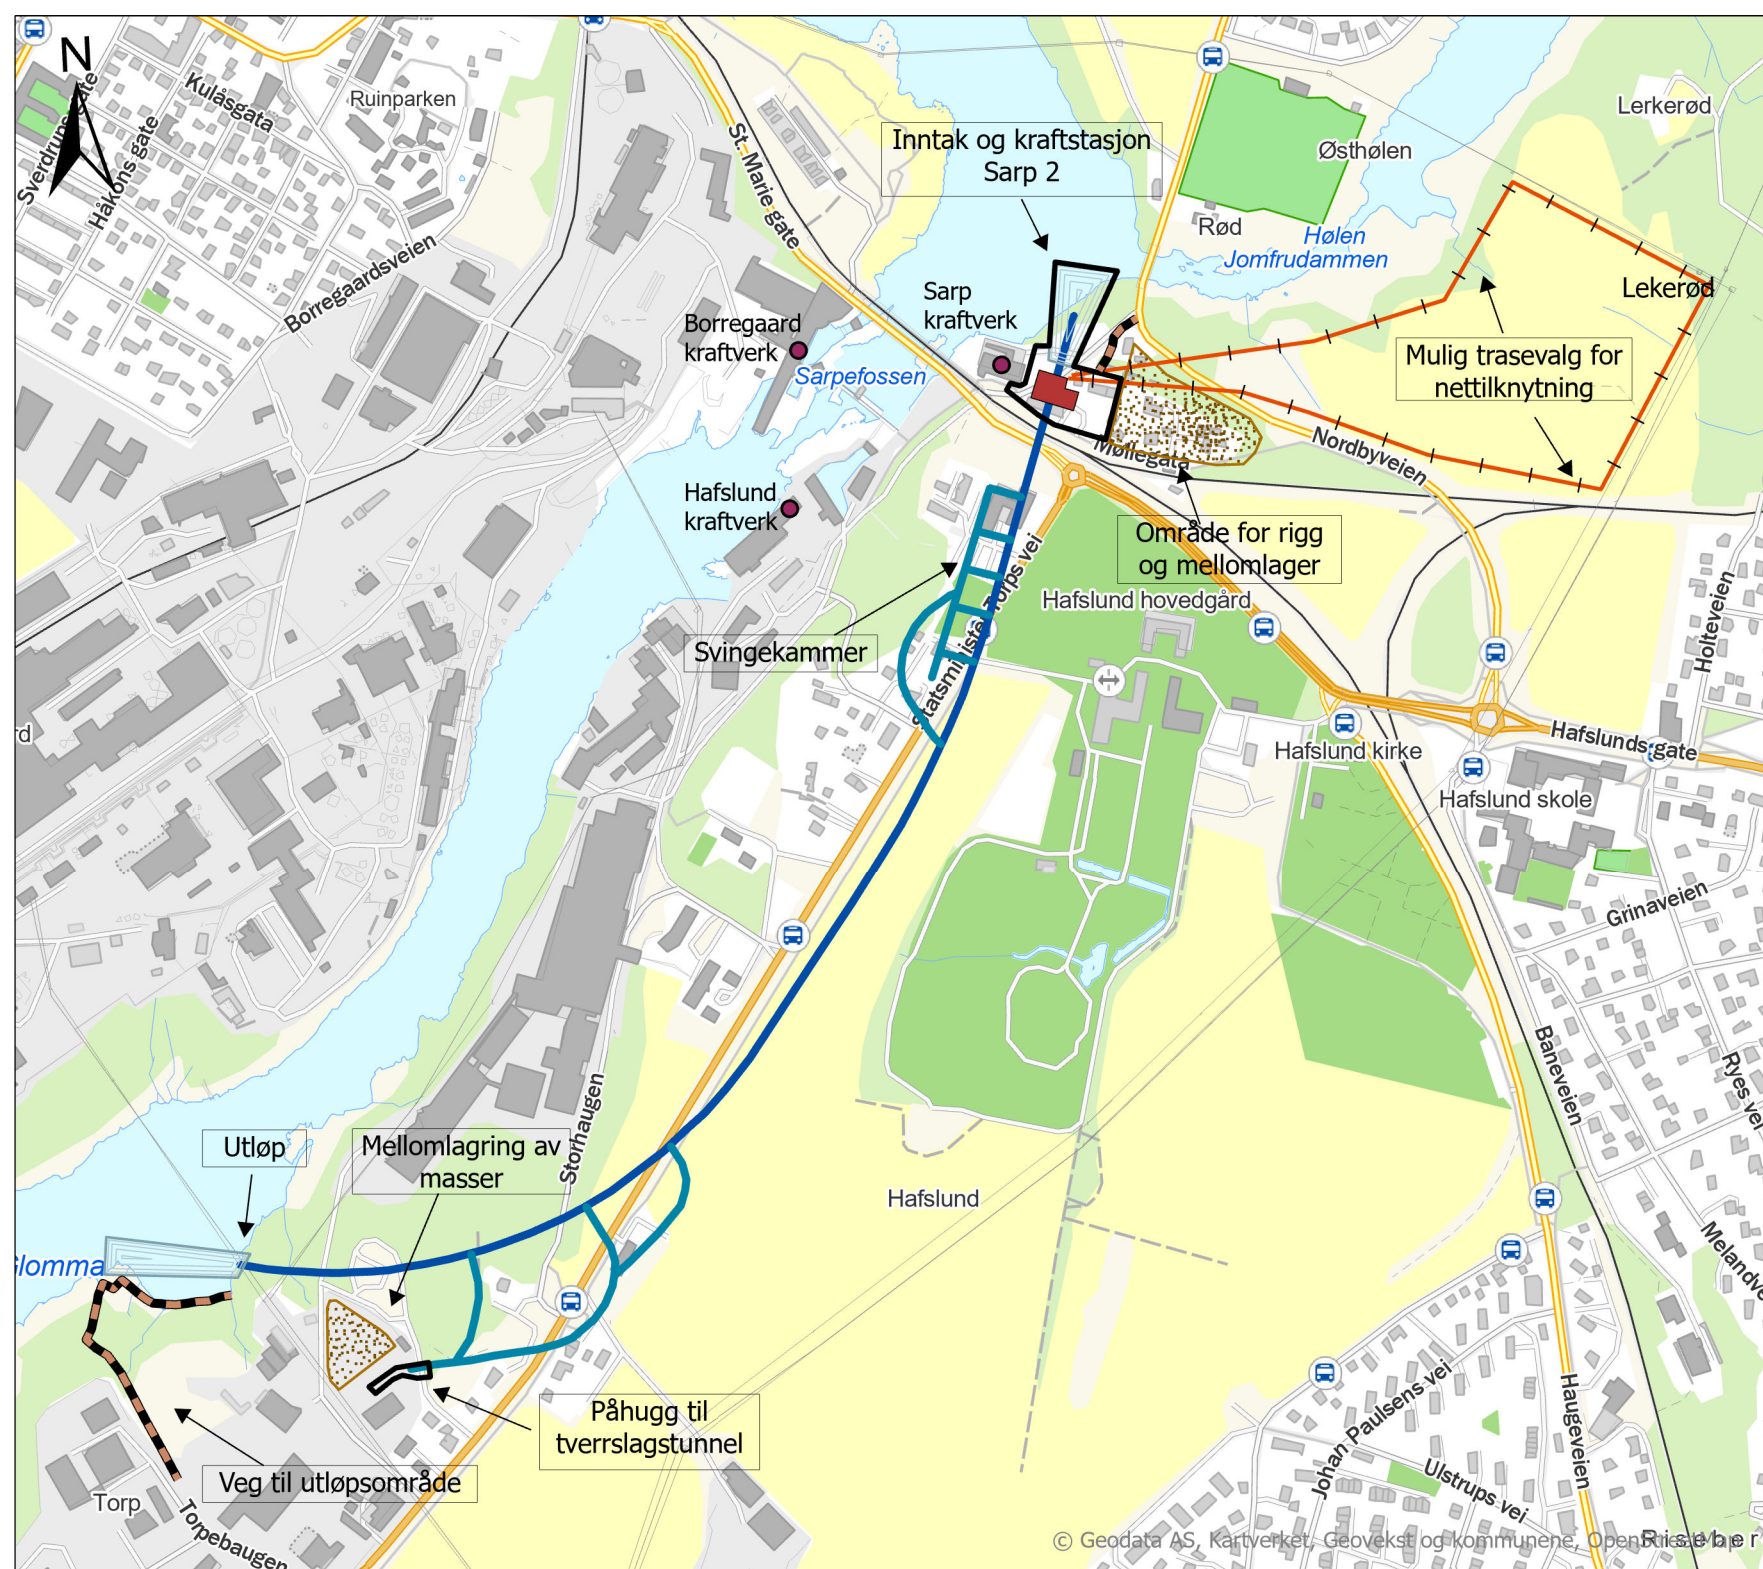 N
Sverdrups gate
Kulåsgata
Håkons gate
Ruinparken
Borregaardsveien
St. Marie gate
Inntak og kraftstasjon
Sarp 2
Lerkerød
Østhølen
Rød
Hølen
Jomfrudammen
Lekerød
Sarp
kraftverk
Borregaard
kraftverk
Sarpefossen
Mulig trasevalg for
nettilknytning
Møllegata
Nordbyveien
Hafslund
kraftverk
Område for rigg
og mellomlager
Hafslund hovedgård
Svingekammer
Statsminister Torps vei
Holteveien
rd
Hafslunds gate
Hafslund kirke
Hafslund skole
Grinaveien
Baneveien
Ryes vei
Storhaugen
Utløp
Mellomlagring av
masser
Hafslund
Glomma
Melandve
Påhugg til
tverrslagstunnel
Veg til utløpsområde
Torp
Torpebaugen
Johan Paulsens vei
Ulstrups vei
Haugeveien
© Geodata AS, Kartverket, Geovekst og kommunene, OpenStreetMap